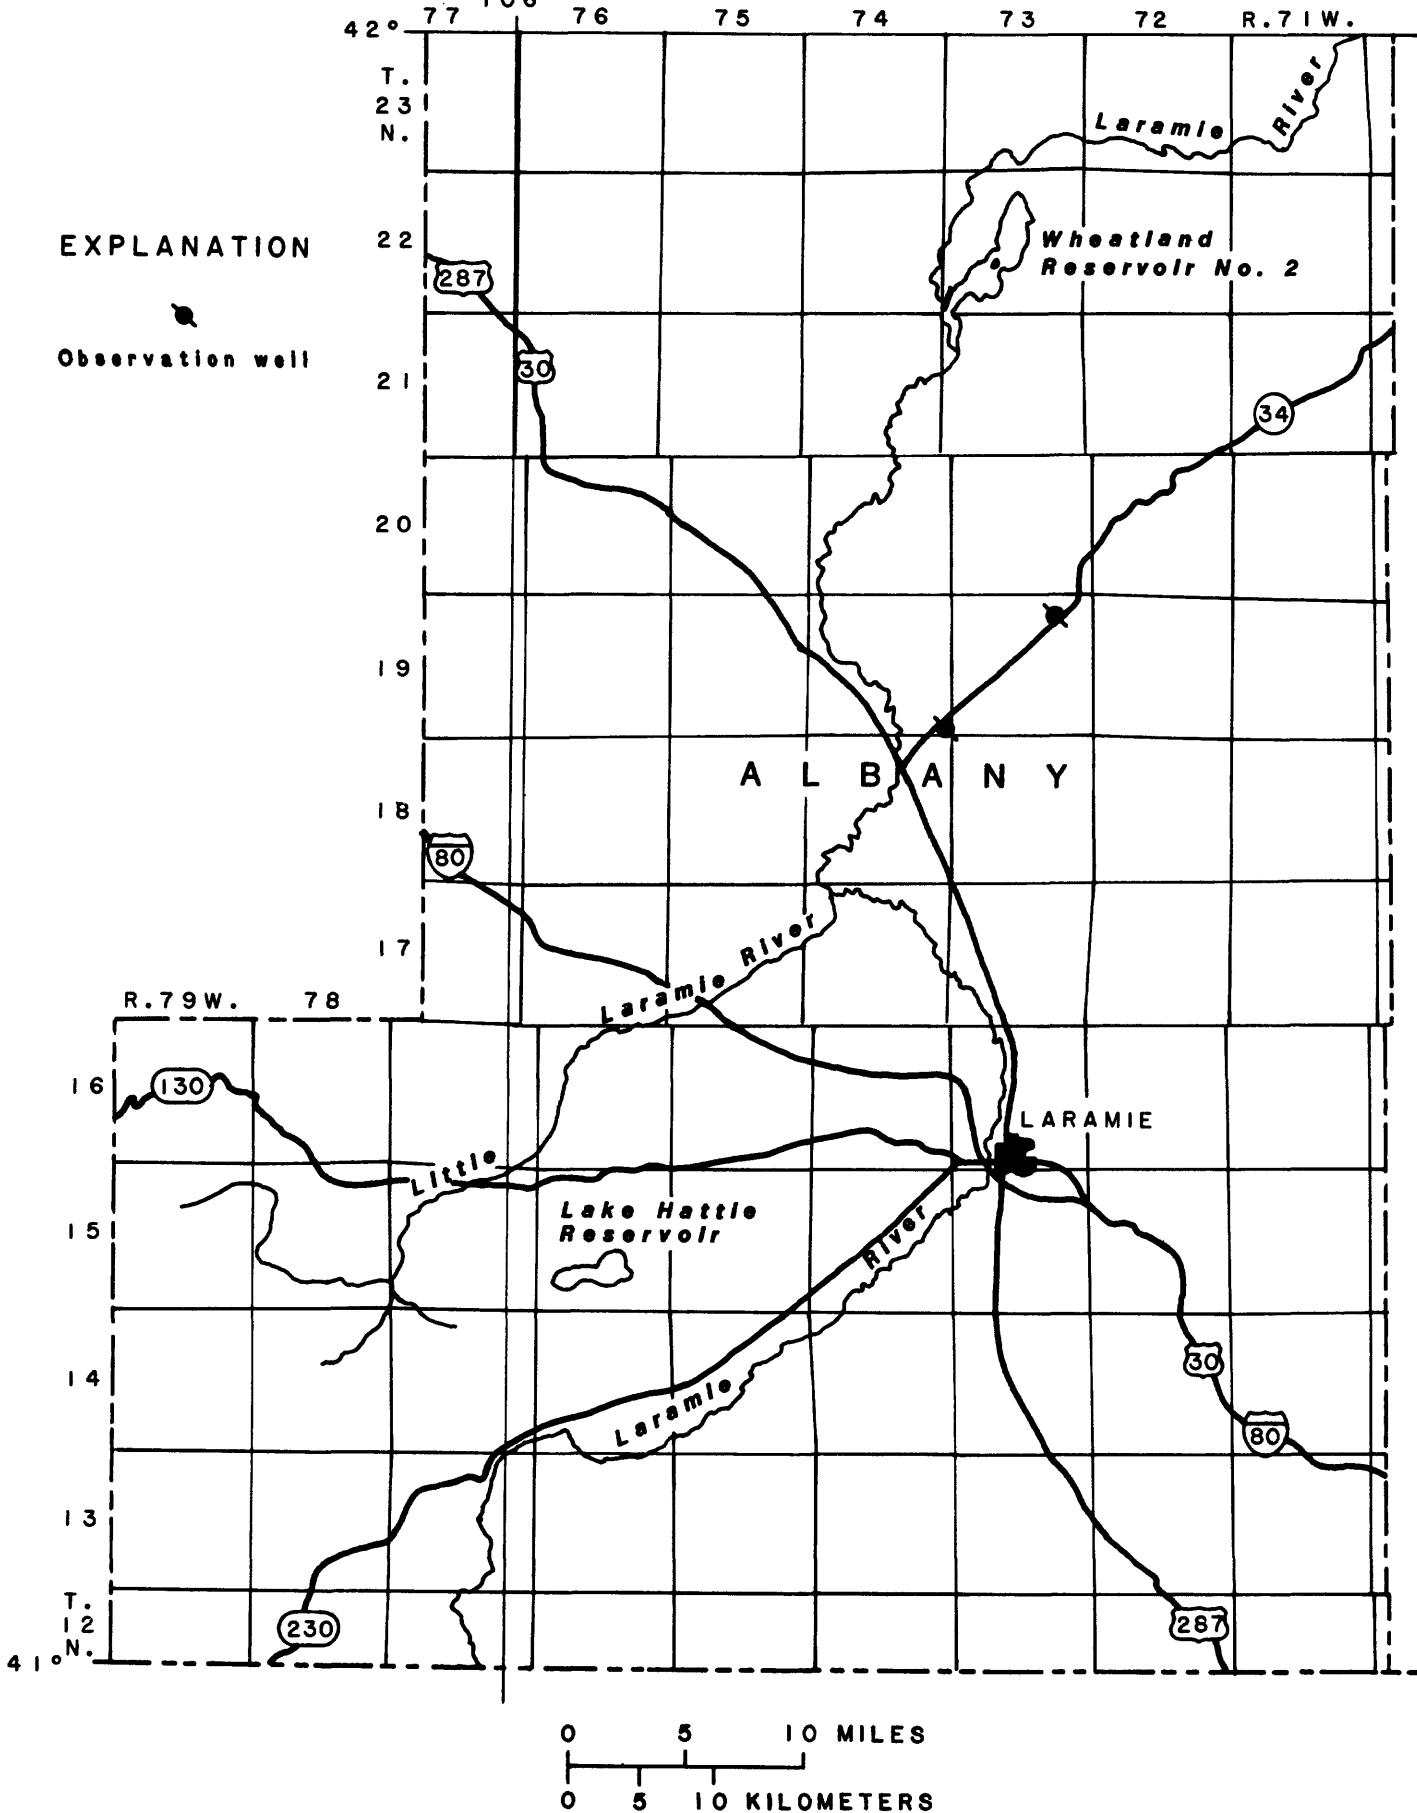 106
77 76 75 74 73 72 R.71W.
42°
T.
23
N.
Laramie River
EXPLANATION
22
Wheatland
Reservoir No. 2
287
Observation well
30
21
34
20
19
A L B A N Y
18
80
17
Laramie River
R.79W. 78
16
130
LARAMIE
Little
Lake Hattie
Reservoir
15
River
30
14
Laramie
80
13
T.
12
N.
230
287
41°
0 5 10 MILES
0 5 10 KILOMETERS